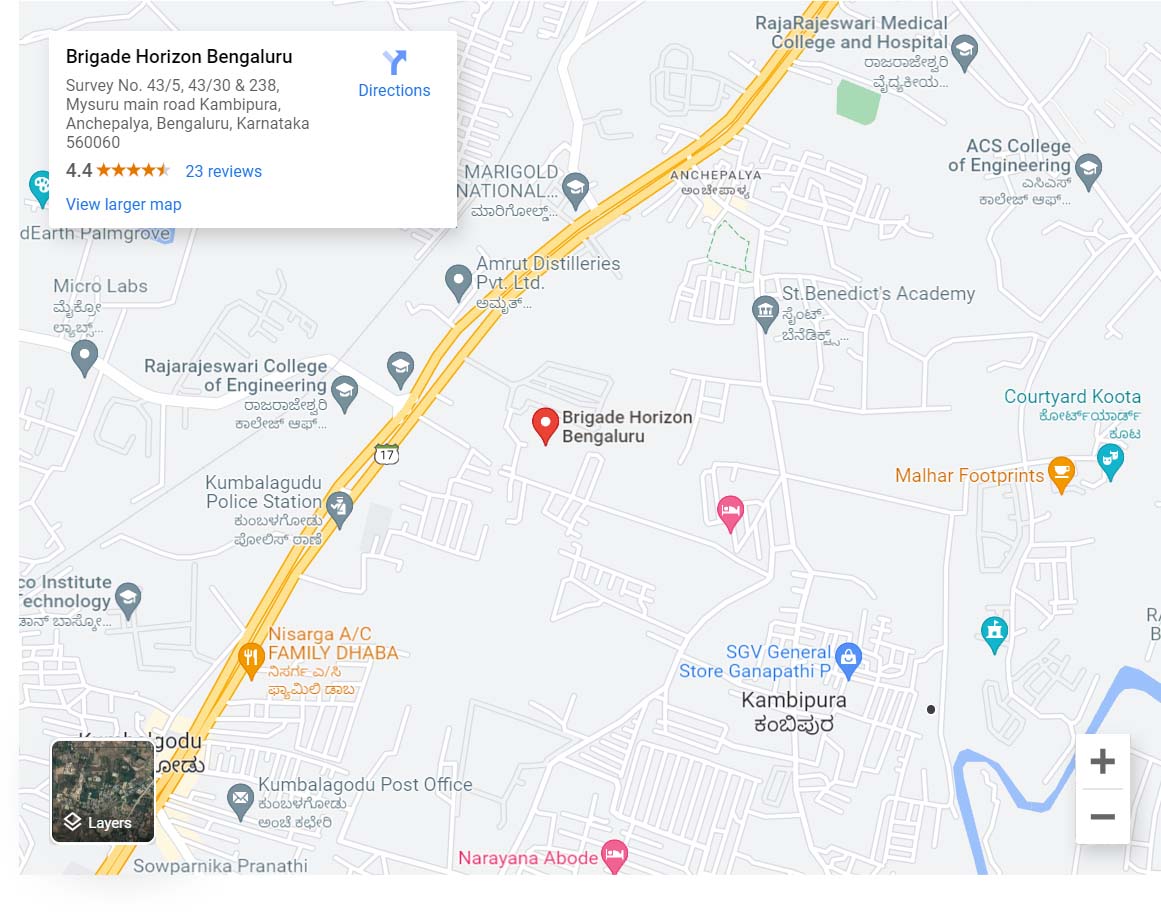 Brigade Horizon Bengaluru
Survey No. 43/5, 43/30 & 238,
Mysuru main road Kambipura,
Anchepalya, Bengaluru, Karnataka
560060
4.4
23 reviews
View larger map
Directions
RajaRajeswari Medical
College and Hospital
ರಾಜರಾಜೇಶ್ವರಿ
ವೈದ್ಯಕೀಯ...
ACS College
of Engineering
ಎಸಿಎಸ್
ಕಾಲೇಜ್ ಆಫ್...
MARIGOLD
NATIONAL...
ಮಾರಿಗೋಲ್ಡ್...
ANCHEPALYA
ಅಂಚೇಪಾಳ್ಯ
dEarth Palmgrove
Amrut Distilleries
Pvt. Ltd.
ಅಮೃತ್...
Micro Labs
ಮೈಕ್ರೋ
ಲ್ಯಾಬ್ಸ್...
St.Benedict's Academy
ಸೈಂಟ್.
ಬೆನೆಡಿಕ್ಟ್ಸ್...
Rajarajeswari College
of Engineering
ರಾಜರಾಜೇಶ್ವರಿ
ಕಾಲೇಜ್ ಆಫ್...
Courtyard Koota
ಕೋರ್ಟ್‌ಯಾರ್ಡ್
ಕೂಟ
Brigade Horizon
Bengaluru
17
Malhar Footprints
Kumbalagudu
Police Station
ಕುಂಬಳಗೋಡು
ಪೋಲಿಸ್ ಠಾಣೆ
co Institute
Technology
ಡಾನ್ ಬಾಸ್ಕೋ...
Nisarga A/C
FAMILY DHABA
ನಿಸರ್ಗ ಎ/ಸಿ
ಫ್ಯಾಮಿಲಿ ಡಾಬ
SGV General
Store Ganapathi P
Kambipura
ಕಂಬಿಪುರ
Layers
Kumbalagodu Post Office
ಕುಂಬಳಗೋಡು
ಅಂಚೆ ಕಛೇರಿ
Narayana Abode
Sowparnika Pranathi